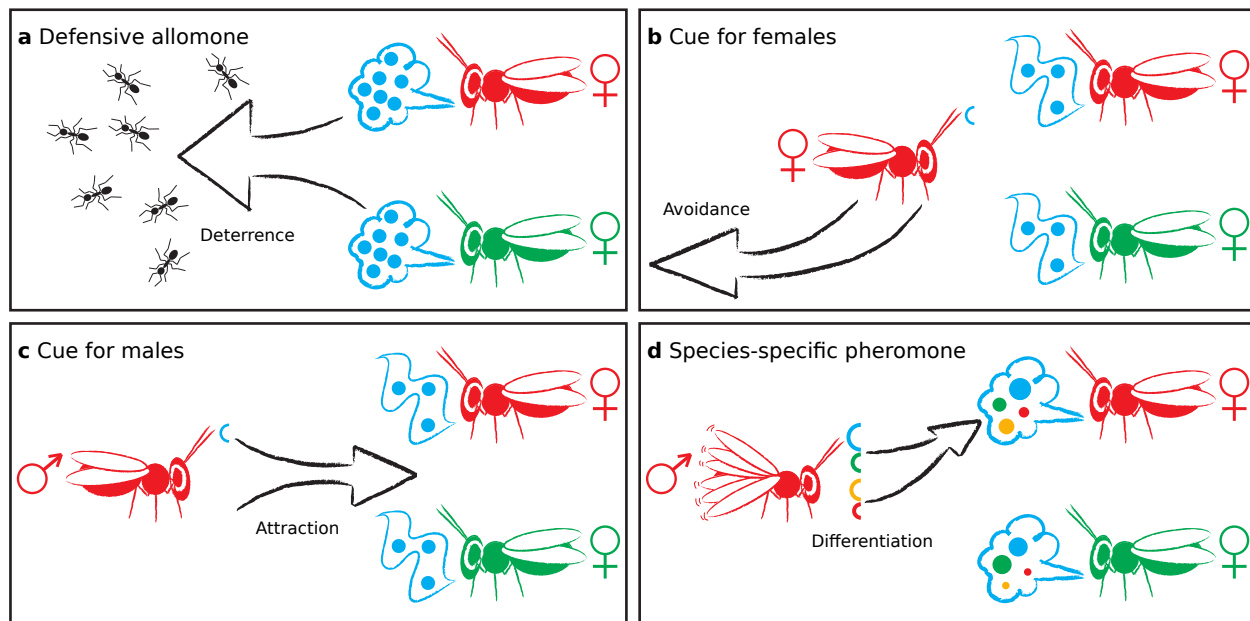 a Defensive allomone
Deterrence
b Cue for females
Avoidance
c Cue for males
Attraction
d Species-specific pheromone
Differentiation